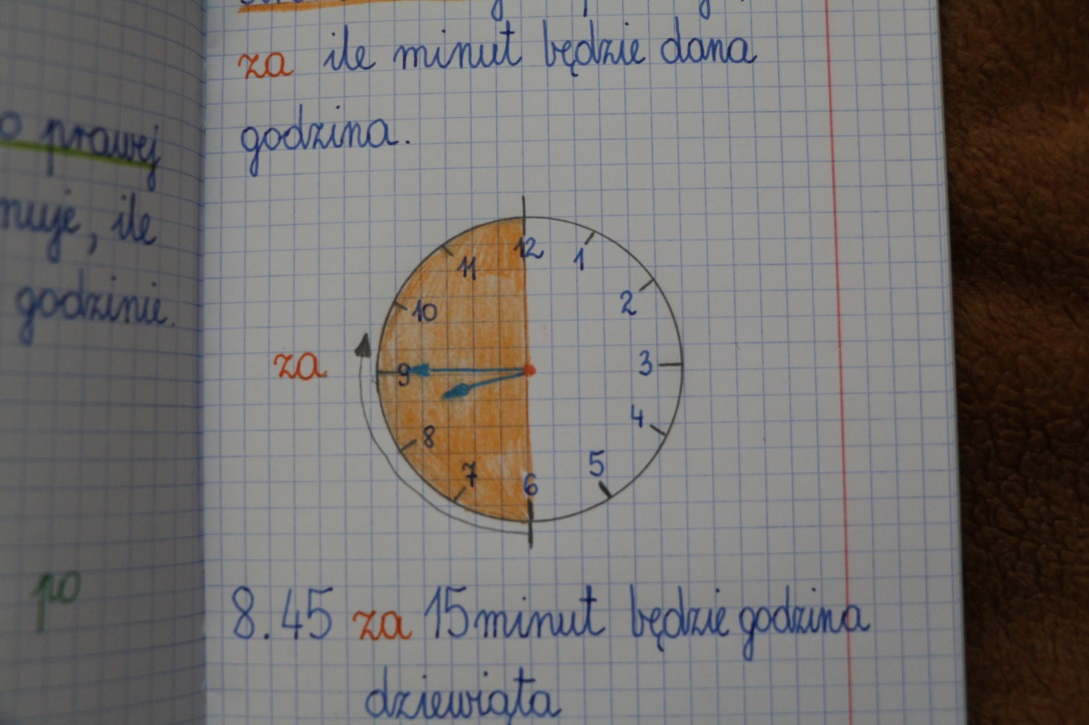 za ile minut będzie dana
godzina.
prawej
ile
godzinie.
po
za
12
1
2
3
4
5
6
7
8
9
10
11
8.45 za 15 minut będzie godzina
dziewiąta